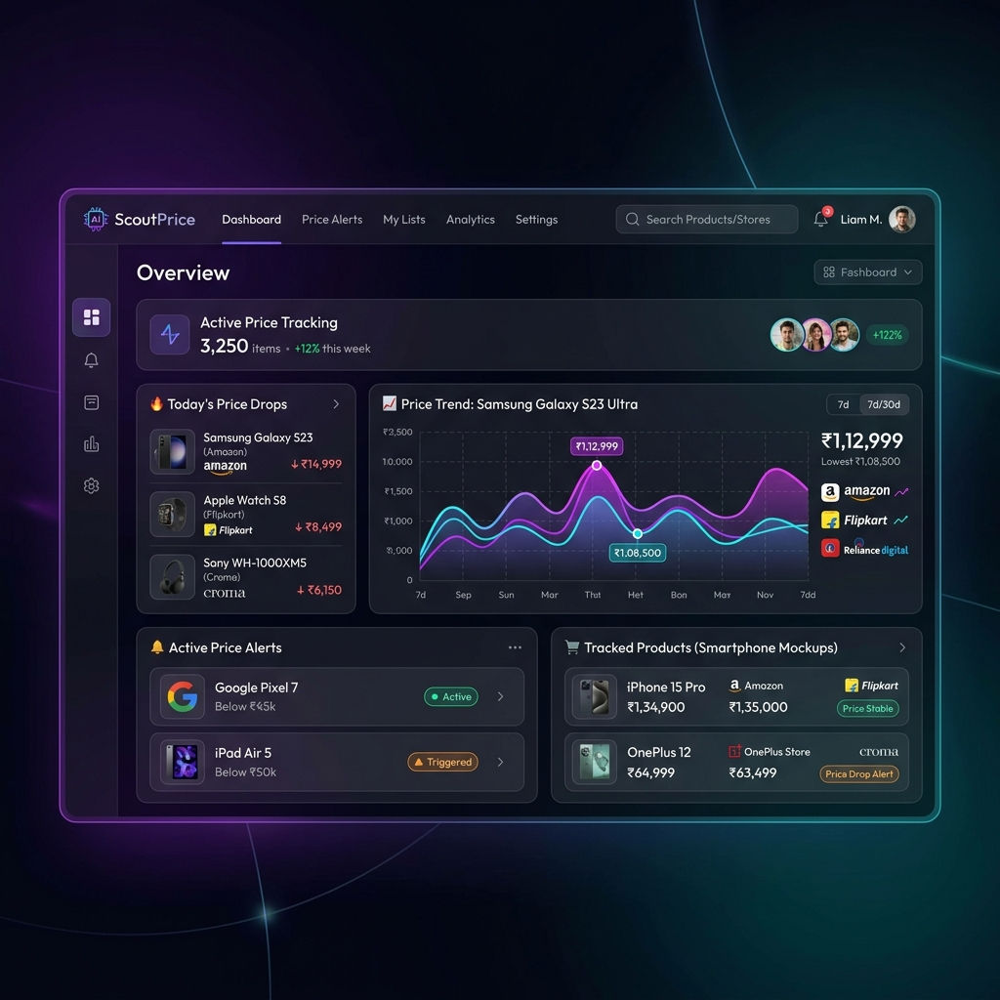 AI ScoutPrice Dashboard Price Alerts My Lists Analytics Settings Search Products/Stores 3 Liam M.
Overview
Fashboard
Active Price Tracking
3,250 items • +12% this week
+122%
🔥 Today's Price Drops
Samsung Galaxy S23
(Amaaan)
amazon
↓₹14,999
Apple Watch S8
(Fflpkort)
Flipkart
↓₹8,499
Sany WH-1000XM5
(Crome)
croma
↓₹6,150
📈 Price Trend: Samsung Galaxy S23 Ultra
7d 7d/30d
₹2,500
10.000
₹1,500
₹1,000
0
₹1,12,999
₹1.08,500
7d Sep Sun Mar Thıt Het Bon Mar Nov 7dd
₹1,12,999
Lowest ₹1,08,500
a amazon
Flipkart
Reliance digital
🔔 Active Price Alerts
Google Pixel 7
Below ₹45k
Active
iPad Air 5
Below ₹50k
Triggered
🛒 Tracked Products (Smartphone Mockups)
iPhone 15 Pro
₹1,34,900
a Amazon
₹1,35,000
Flipkart
Price Stable
OnePlus 12
₹64,999
OnePlus Store
₹63,499
croma
Prica Drop Alert